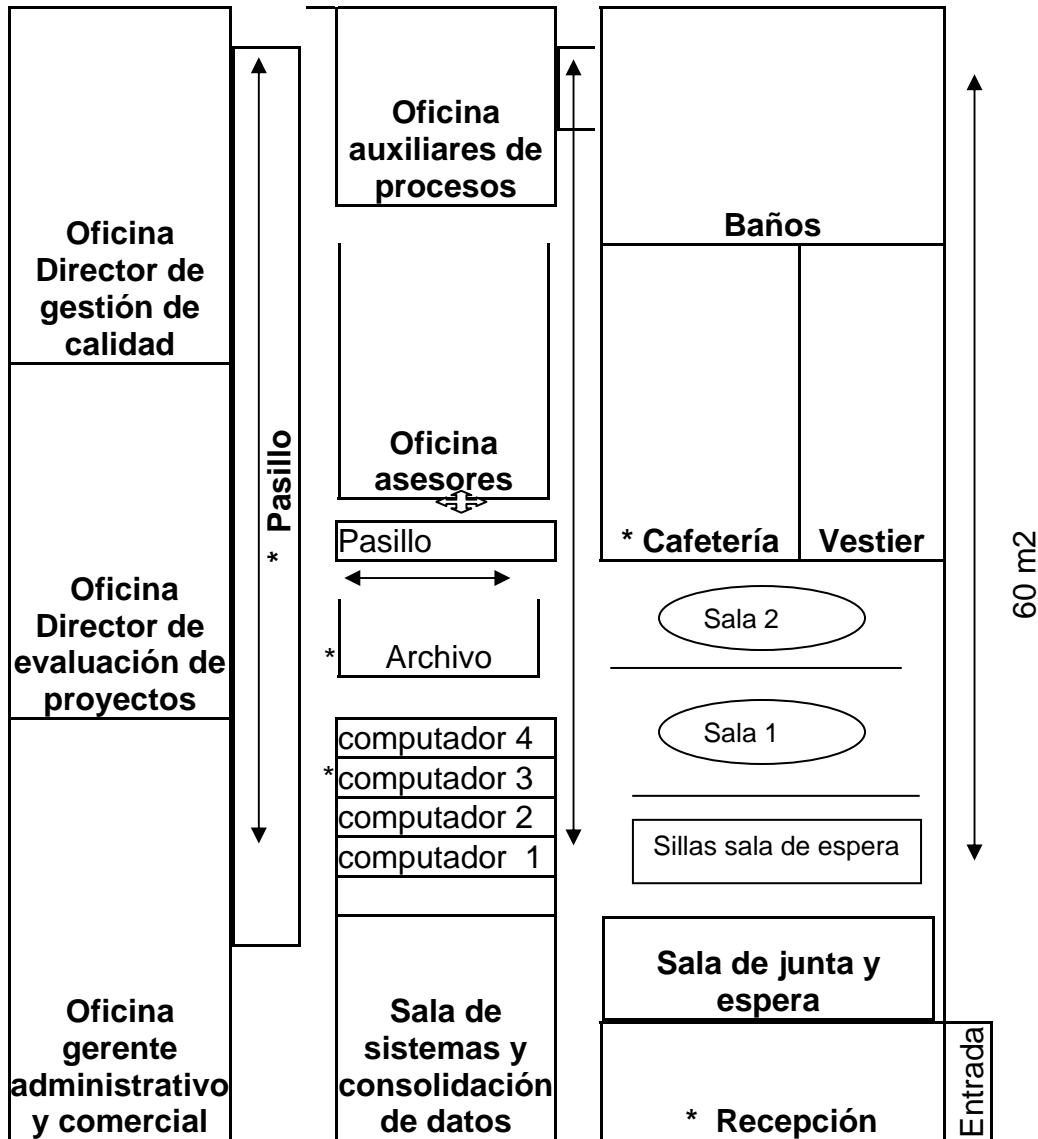 Oficina
Director de
gestión de
calidad
Oficina
Director de
evaluación de
proyectos
Oficina
gerente
administrativo
y comercial
* Pasillo
Oficina
auxiliares de
procesos
Oficina
asesores
Pasillo
* Archivo
computador 4
* computador 3
computador 2
computador 1
Sala de
sistemas y
consolidación
de datos
Baños
* Cafetería
Vestier
Sala 2
Sala 1
Sillas sala de espera
Sala de junta y
espera
* Recepción
Entrada
60 m2